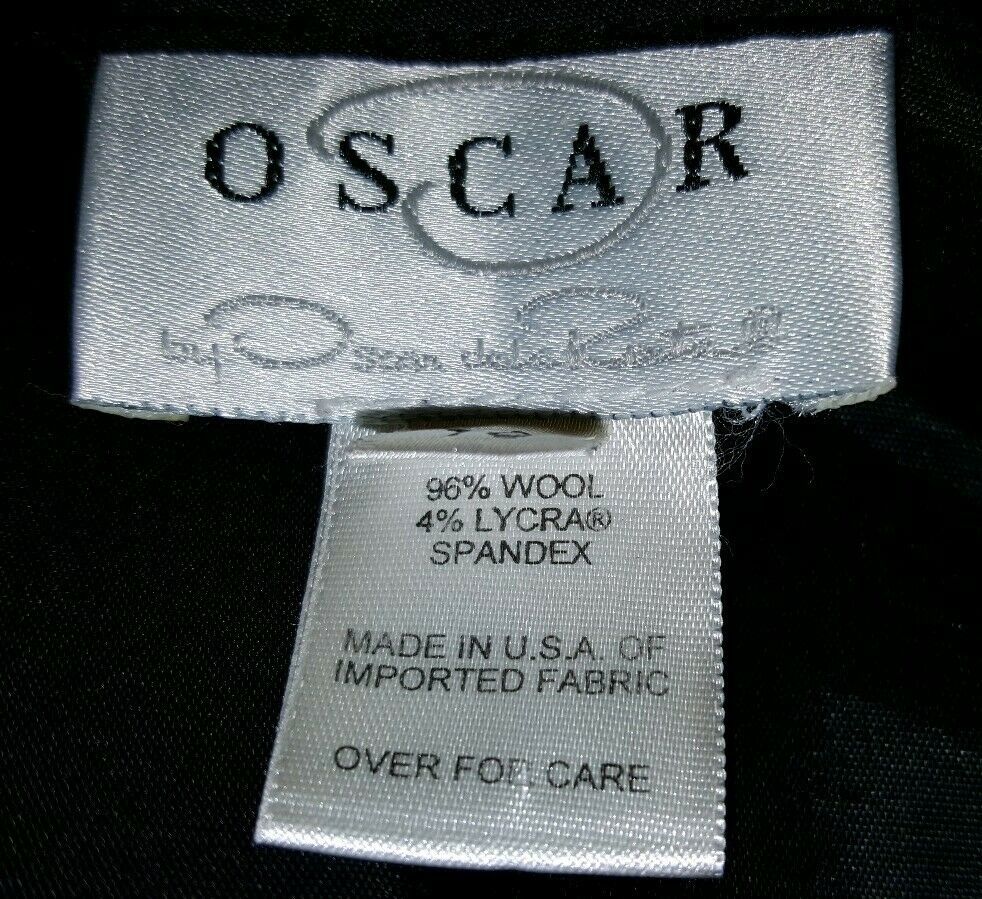 OSCAR
by Oscar de la Renta
96% WOOL
4% LYCRA®
SPANDEX
MADE IN U.S.A. OF
IMPORTED FABRIC
OVER FOR CARE